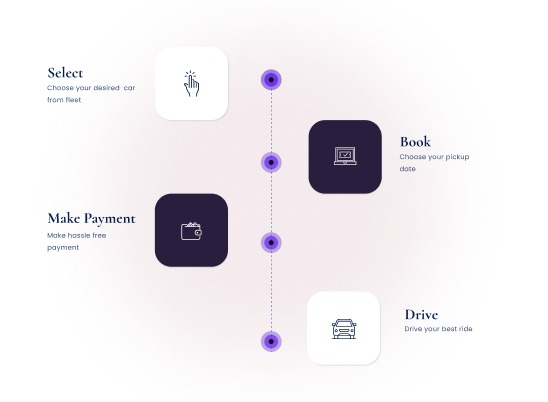 Select
Choose your desired car
from fleet
Book
Choose your pickup
date
Make Payment
Make hassle free
payment
Drive
Drive your best ride